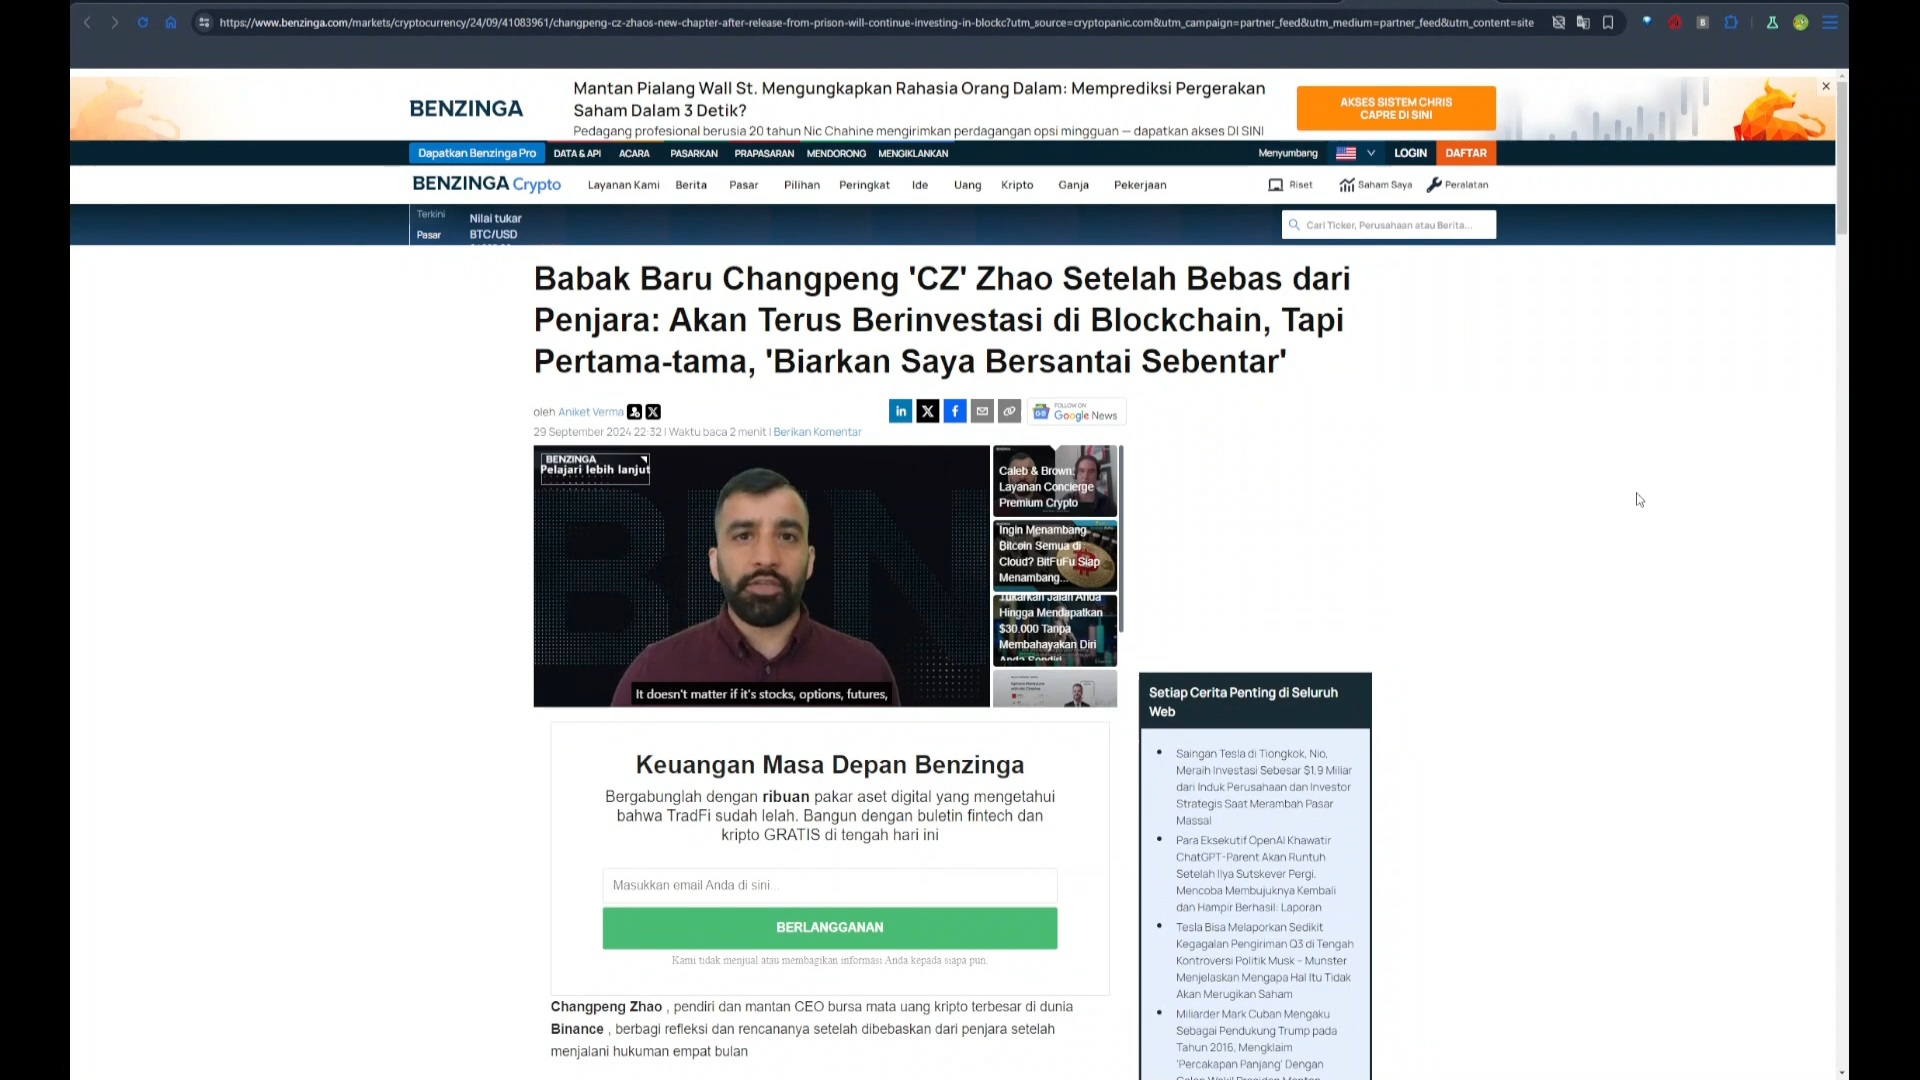 https://www.benzinga.com/markets/cryptocurrency/24/09/41083961/changpeng-cz-zhaos-new-chapter-after-release-from-prison-will-continue-investing-in-blockc?utm_source=cryptopanic.com&utm_campaign=partner_feed&utm_medium=partner_feed&utm_content=site
BENZINGA
Mantan Pialang Wall St. Mengungkapkan Rahasia Orang Dalam: Memprediksi Pergerakan
Saham Dalam 3 Detik?
Pedagang profesional berusia 20 tahun Nic Chahine mengirimkan perdagangan opsi mingguan — dapatkan akses DI SINI
AKSES SISTEM CHRIS
CAPRE DI SINI
Dapatkan Benzinga Pro DATA & API ACARA PASARKAN PRAPASARAN MENDORONG MENGIKLANKAN Menyumbang LOGIN DAFTAR
BENZINGA Crypto Layanan Kami Berita Pasar Pilihan Peringkat Ide Uang Kripto Ganja Pekerjaan Riset Saham Saya Peralatan
Terkini
Pasar
Nilai tukar
BTC/USD
Cari Ticker, Perusahaan atau Berita...
Babak Baru Changpeng 'CZ' Zhao Setelah Bebas dari
Penjara: Akan Terus Berinvestasi di Blockchain, Tapi
Pertama-tama, 'Biarkan Saya Bersantai Sebentar'
oleh Aniket Verma
29 September 2024 22-32 | Waktu baca 2 menit | Berikan Komentar
FOLLOW ON
Google News
BENZINGA
Pelajari lebih lanjut
It doesn't matter if it's stocks, options, futures,
Caleb & Brown:
Layanan Concierge
Premium Crypto
Ingin Menambang
Bitcoin Semua di
Cloud? BitFuFu Siap
Menambang...
Tukarkan Jalan Anda
Hingga Mendapatkan
$30.000 Tanpa
Membahayakan Diri
Anda Sendiri
Keuangan Masa Depan Benzinga
Bergabunglah dengan ribuan pakar aset digital yang mengetahui
bahwa TradFi sudah lelah. Bangun dengan buletin fintech dan
kripto GRATIS di tengah hari ini
Masukkan email Anda di sini...
BERLANGGANAN
Kami tidak menjual atau membagikan informasi Anda kepada siapa pun.
Changpeng Zhao , pendiri dan mantan CEO bursa mata uang kripto terbesar di dunia
Binance , berbagi refleksi dan rencananya setelah dibebaskan dari penjara setelah
menjalani hukuman empat bulan
Setiap Cerita Penting di Seluruh
Web
Saingan Tesla di Tiongkok, Nio,
Meraih Investasi Sebesar $1,9 Miliar
dari Induk Perusahaan dan Investor
Strategis Saat Merambah Pasar
Massal
Para Eksekutif OpenAI Khawatir
ChatGPT-Parent Akan Runtuh
Setelah Ilya Sutskever Pergi,
Mencoba Membujuknya Kembali
dan Hampir Berhasil: Laporan
Tesla Bisa Melaporkan Sedikit
Kegagalan Pengiriman Q3 di Tengah
Kontroversi Politik Musk – Munster
Menjelaskan Mengapa Hal Itu Tidak
Akan Merugikan Saham
Miliarder Mark Cuban Mengaku
Sebagai Pendukung Trump pada
Tahun 2016, Mengklaim
'Percakapan Panjang' Dengan